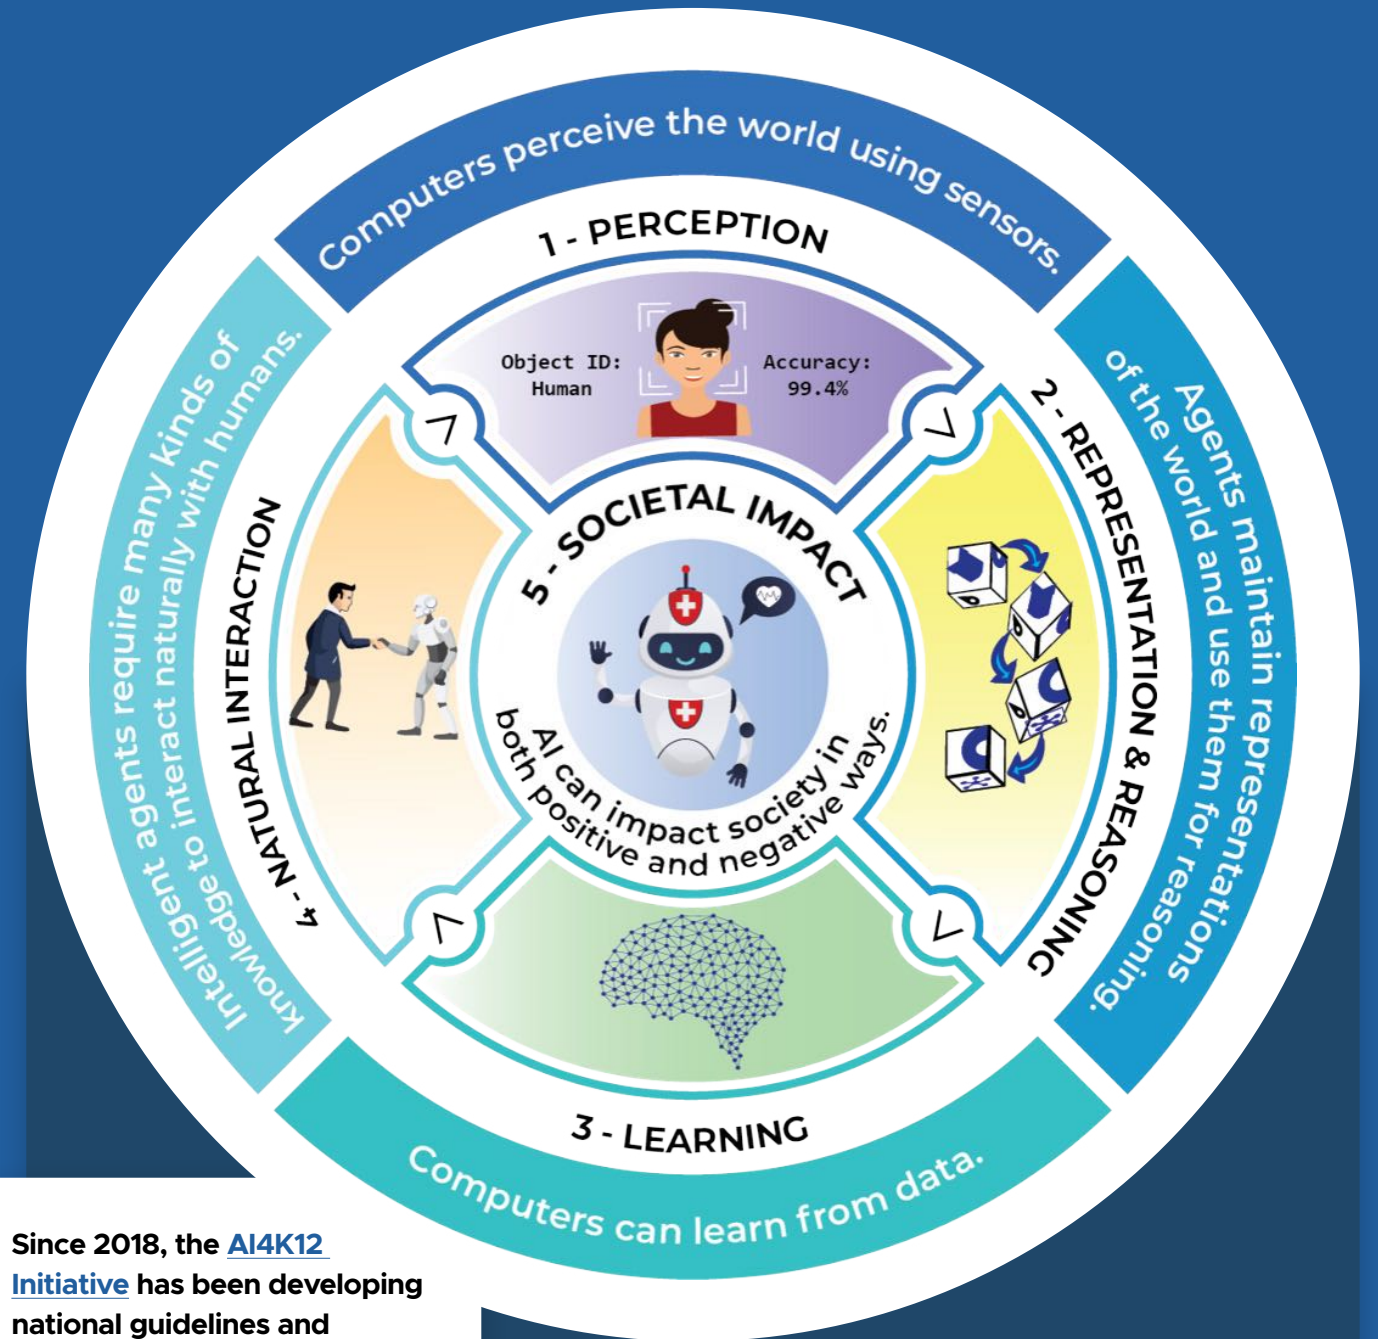 Computers perceive the world using sensors.
1 - PERCEPTION
Object ID:
Human
Accuracy:
99.4%
2 - REPRESENTATION & REASONING
Agents maintain representations
of the world and use them for reasoning.
3 - LEARNING
Computers can learn from data.
4 - NATURAL INTERACTION
Intelligent agents require many kinds of
knowledge to interact naturally with humans.
5 - SOCIETAL IMPACT
AI can impact society in
both positive and negative ways.
Since 2018, the AI4K12
Initiative has been developing
national guidelines and